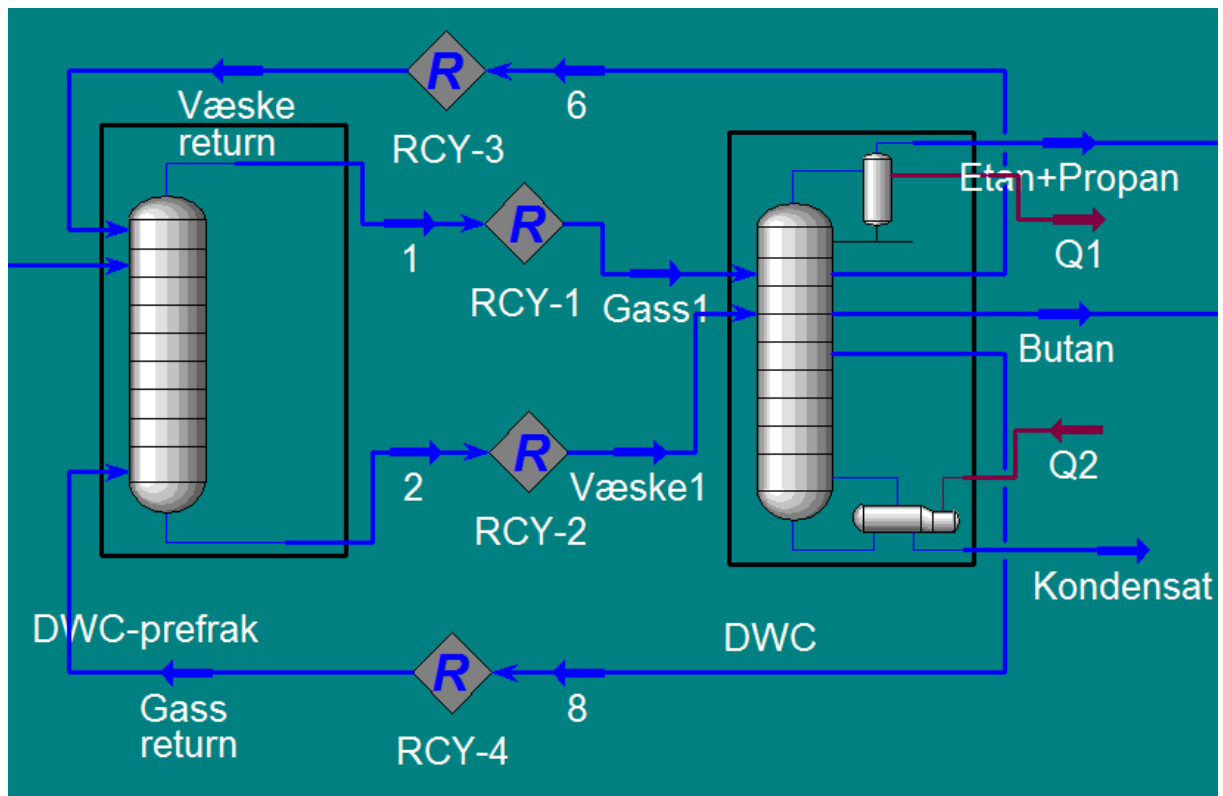 Væske
return
R
6
RCY-3
Etan+Propan
1
R
Q1
RCY-1
Gass1
Butan
2
R
Væske1
Q2
RCY-2
Kondensat
DWC-prefrak
DWC
Gass
return
R
8
RCY-4